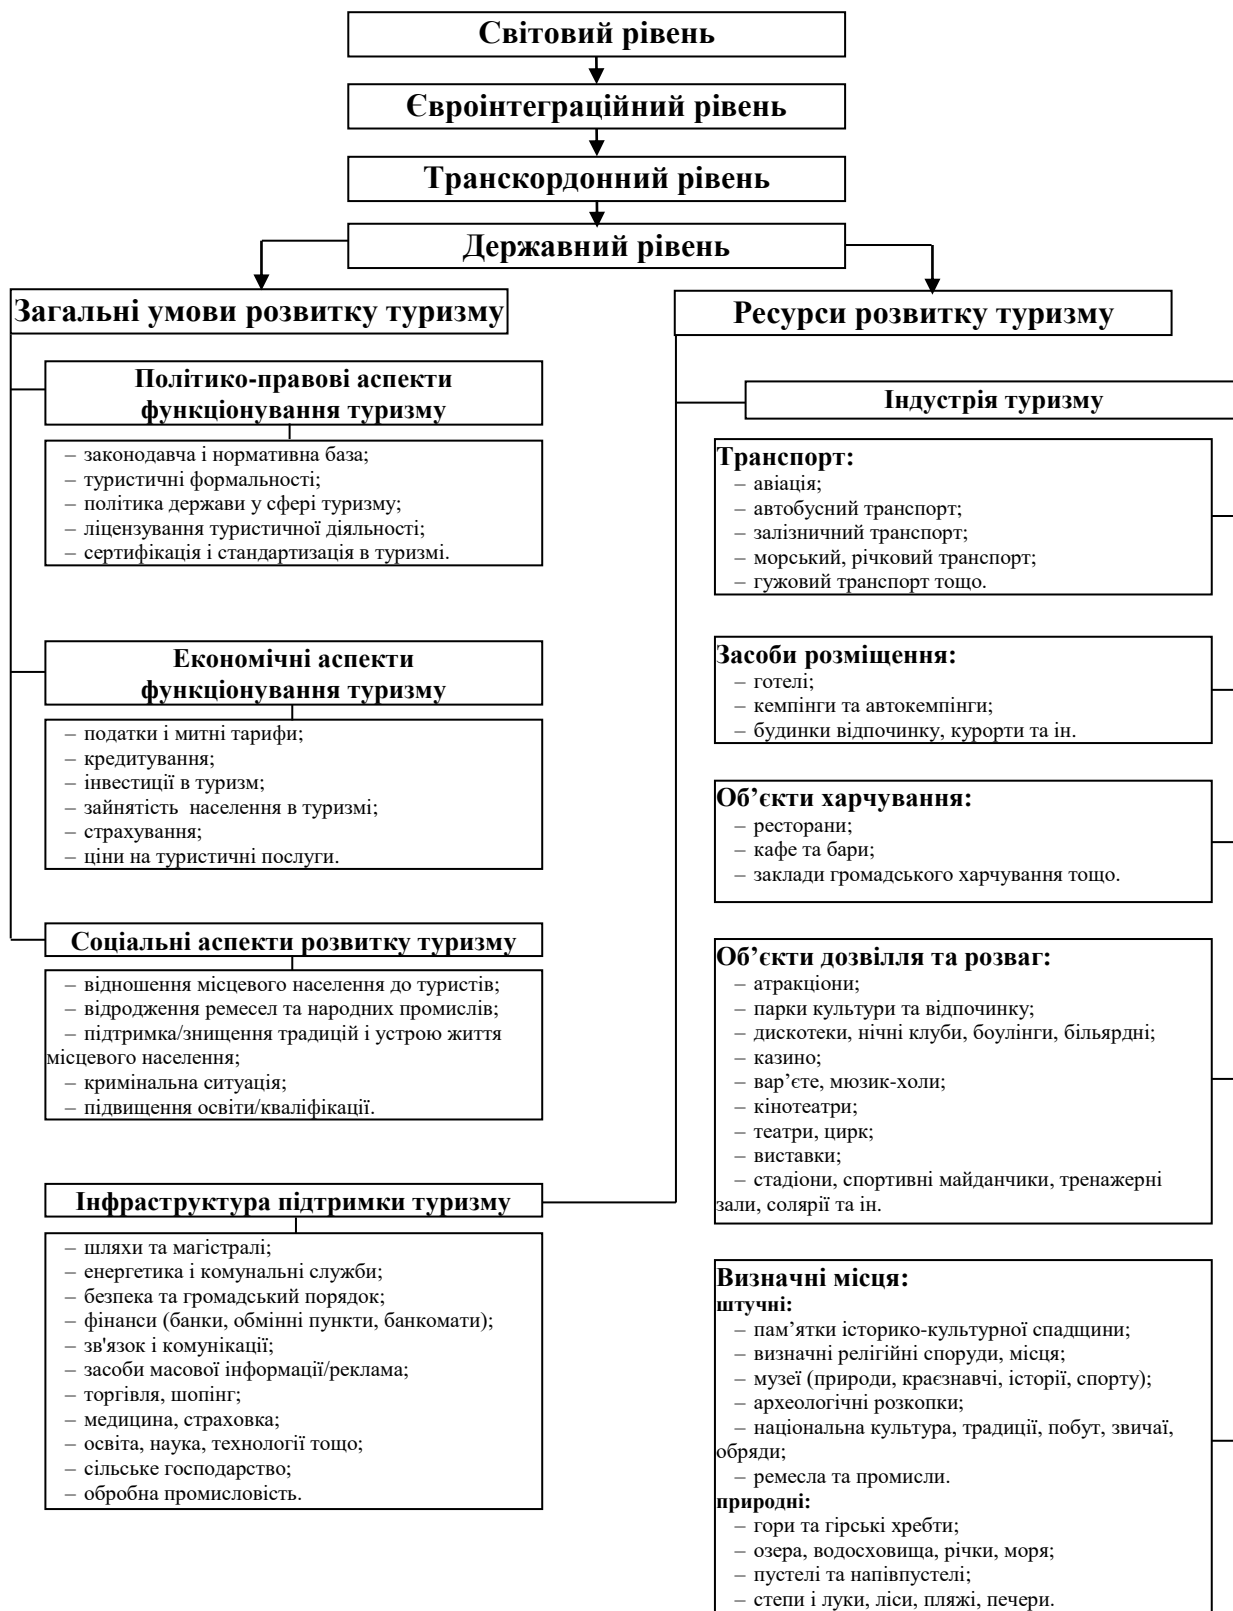 Світовий рівень
Євроінтеграційний рівень
Транскордонний рівень
Державний рівень
Загальні умови розвитку туризму
Політико-правові аспекти
функціонування туризму
– законодавча і нормативна база;
– туристичні формальності;
– політика держави у сфері туризму;
– ліцензування туристичної діяльності;
– сертифікація і стандартизація в туризмі.
Економічні аспекти
функціонування туризму
– податки і митні тарифи;
– кредитування;
– інвестиції в туризм;
– зайнятість  населення в туризмі;
– страхування;
– ціни на туристичні послуги.
Соціальні аспекти розвитку туризму
– відношення місцевого населення до туристів;
– відродження ремесел та народних промислів;
– підтримка/знищення традицій і устрою життя
місцевого населення;
– кримінальна ситуація;
– підвищення освіти/кваліфікації.
Інфраструктура підтримки туризму
– шляхи та магістралі;
– енергетика і комунальні служби;
– безпека та громадський порядок;
– фінанси (банки, обмінні пункти, банкомати);
– зв'язок і комунікації;
– засоби масової інформації/реклама;
– торгівля, шопінг;
– медицина, страховка;
– освіта, наука, технології тощо;
– сільське господарство;
– обробна промисловість.
Ресурси розвитку туризму
Індустрія туризму
Транспорт:
– авіація;
– автобусний транспорт;
– залізничний транспорт;
– морський, річковий транспорт;
– гужовий транспорт тощо.
Засоби розміщення:
– готелі;
– кемпінги та автокемпінги;
– будинки відпочинку, курорти та ін.
Об’єкти харчування:
– ресторани;
– кафе та бари;
– заклади громадського харчування тощо.
Об’єкти дозвілля та розваг:
– атракціони;
– парки культури та відпочинку;
– дискотеки, нічні клуби, боулінги, більярдні;
– казино;
– вар’єте, мюзик-холи;
– кінотеатри;
– театри, цирк;
– виставки;
– стадіони, спортивні майданчики, тренажерні
зали, солярії та ін.
Визначні місця:
штучні:
– пам’ятки історико-культурної спадщини;
– визначні релігійні споруди, місця;
– музеї (природи, краєзнавчі, історії, спорту);
– археологічні розкопки;
– національна культура, традиції, побут, звичаї,
обряди;
– ремесла та промисли.
природні:
– гори та гірські хребти;
– озера, водосховища, річки, моря;
– пустелі та напівпустелі;
– степи і луки, ліси, пляжі, печери.